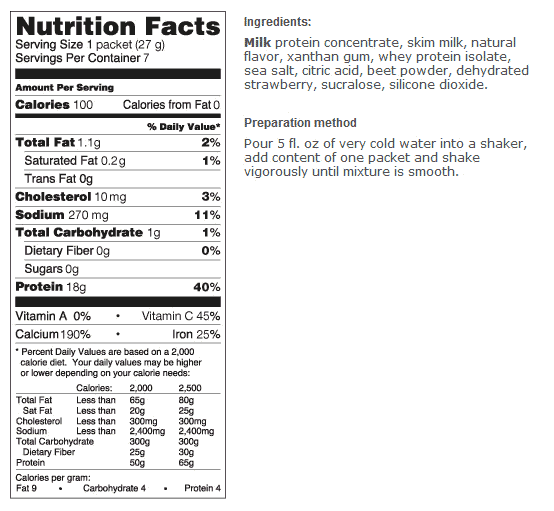 Nutrition Facts
Serving Size 1 packet (27 g)
Servings Per Container 7
Amount Per Serving
Calories 100 Calories from Fat 0
% Daily Value*
Total Fat 1.1g 2%
Saturated Fat 0.2g 1%
Trans Fat 0g
Cholesterol 10mg 3%
Sodium 270 mg 11%
Total Carbohydrate 1g 1%
Dietary Fiber 0g 0%
Sugars 0g
Protein 18g 40%
Vitamin A 0% • Vitamin C 45%
Calcium 190% • Iron 25%
* Percent Daily Values are based on a 2,000
calorie diet. Your daily values may be higher
or lower depending on your calorie needs:
Calories: 2,000 2,500
Total Fat Less than 65g 80g
Sat Fat Less than 20g 25g
Cholesterol Less than 300mg 300mg
Sodium Less than 2,400mg 2,400mg
Total Carbohydrate 300g 300g
Dietary Fiber 25g 30g
Protein 50g 65g
Calories per gram:
Fat 9 • Carbohydrate 4 • Protein 4
Ingredients:
Milk protein concentrate, skim milk, natural
flavor, xanthan gum, whey protein isolate,
sea salt, citric acid, beet powder, dehydrated
strawberry, sucralose, silicone dioxide.
Preparation method
Pour 5 fl. oz of very cold water into a shaker,
add content of one packet and shake
vigorously until mixture is smooth.